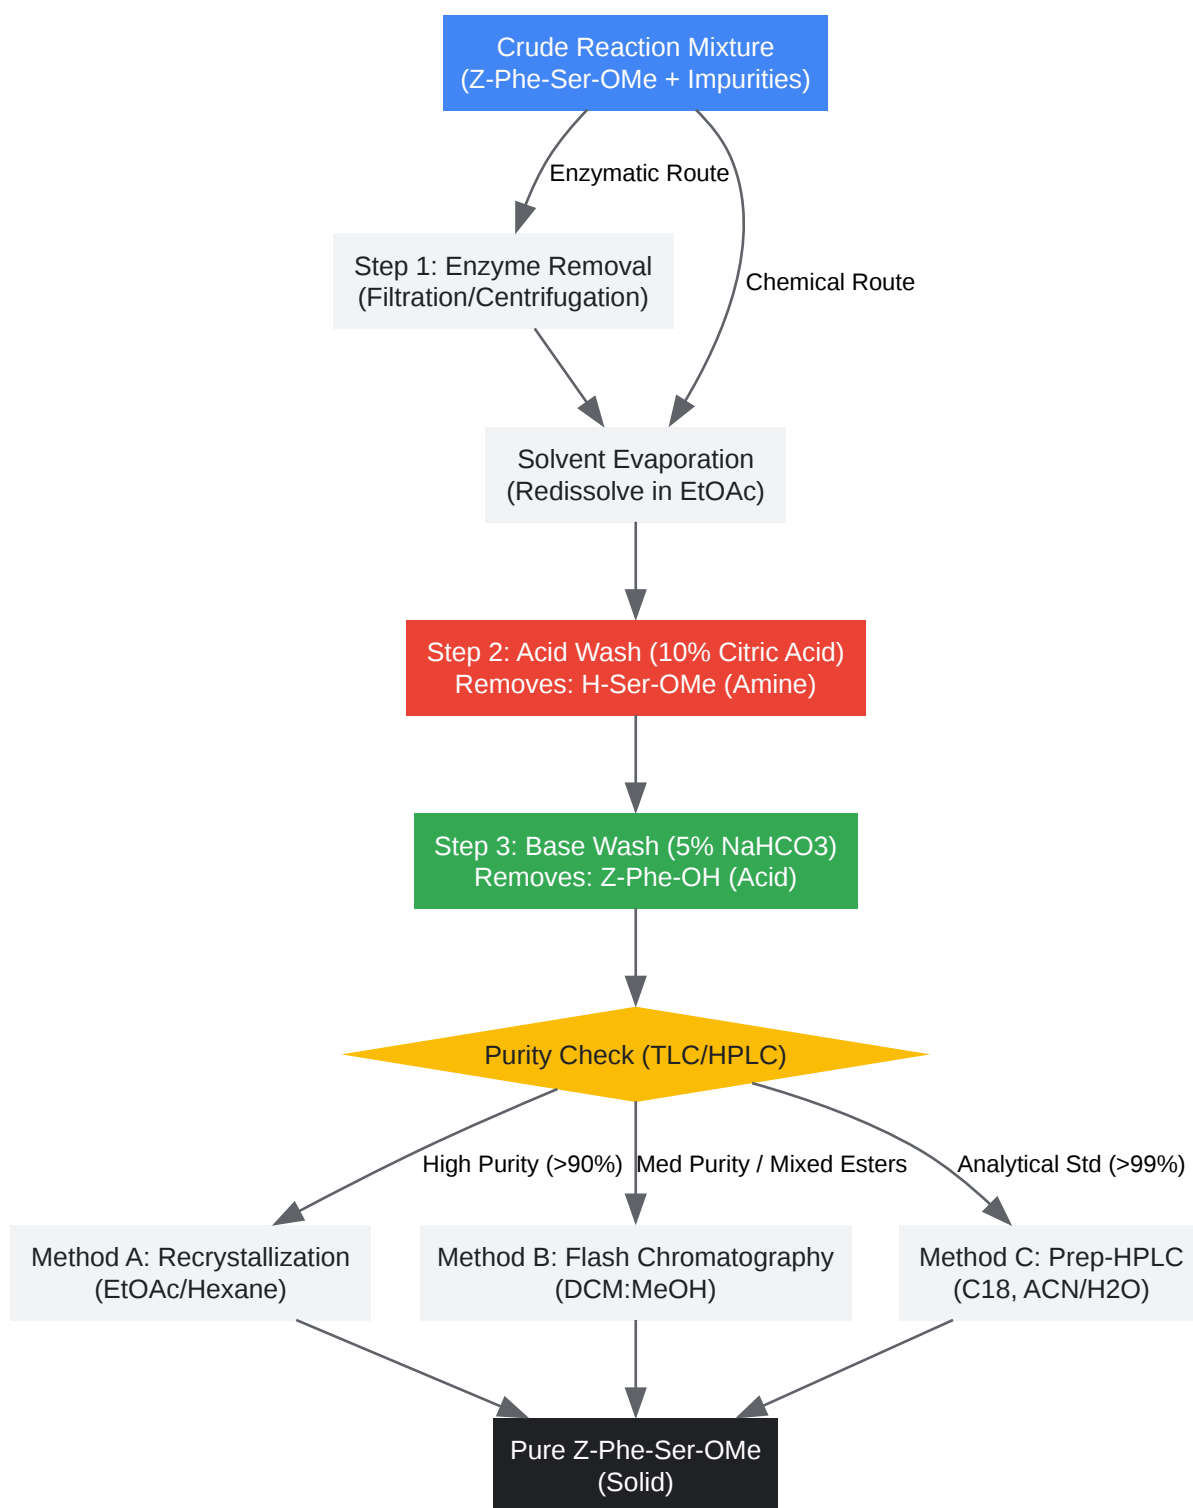 Crude Reaction Mixture
(Z-Phe-Ser-OMe + Impurities)
Enzymatic Route
Step 1: Enzyme Removal
(Filtration/Centrifugation)
Chemical Route
Solvent Evaporation
(Redissolve in EtOAc)
Step 2: Acid Wash (10% Citric Acid)
Removes: H-Ser-OMe (Amine)
Step 3: Base Wash (5% NaHCO3)
Removes: Z-Phe-OH (Acid)
Purity Check (TLC/HPLC)
High Purity (>90%)
Med Purity / Mixed Esters
Analytical Std (>99%)
Method A: Recrystallization
(EtOAc/Hexane)
Method B: Flash Chromatography
(DCM:MeOH)
Method C: Prep-HPLC
(C18, ACN/H2O)
Pure Z-Phe-Ser-OMe
(Solid)